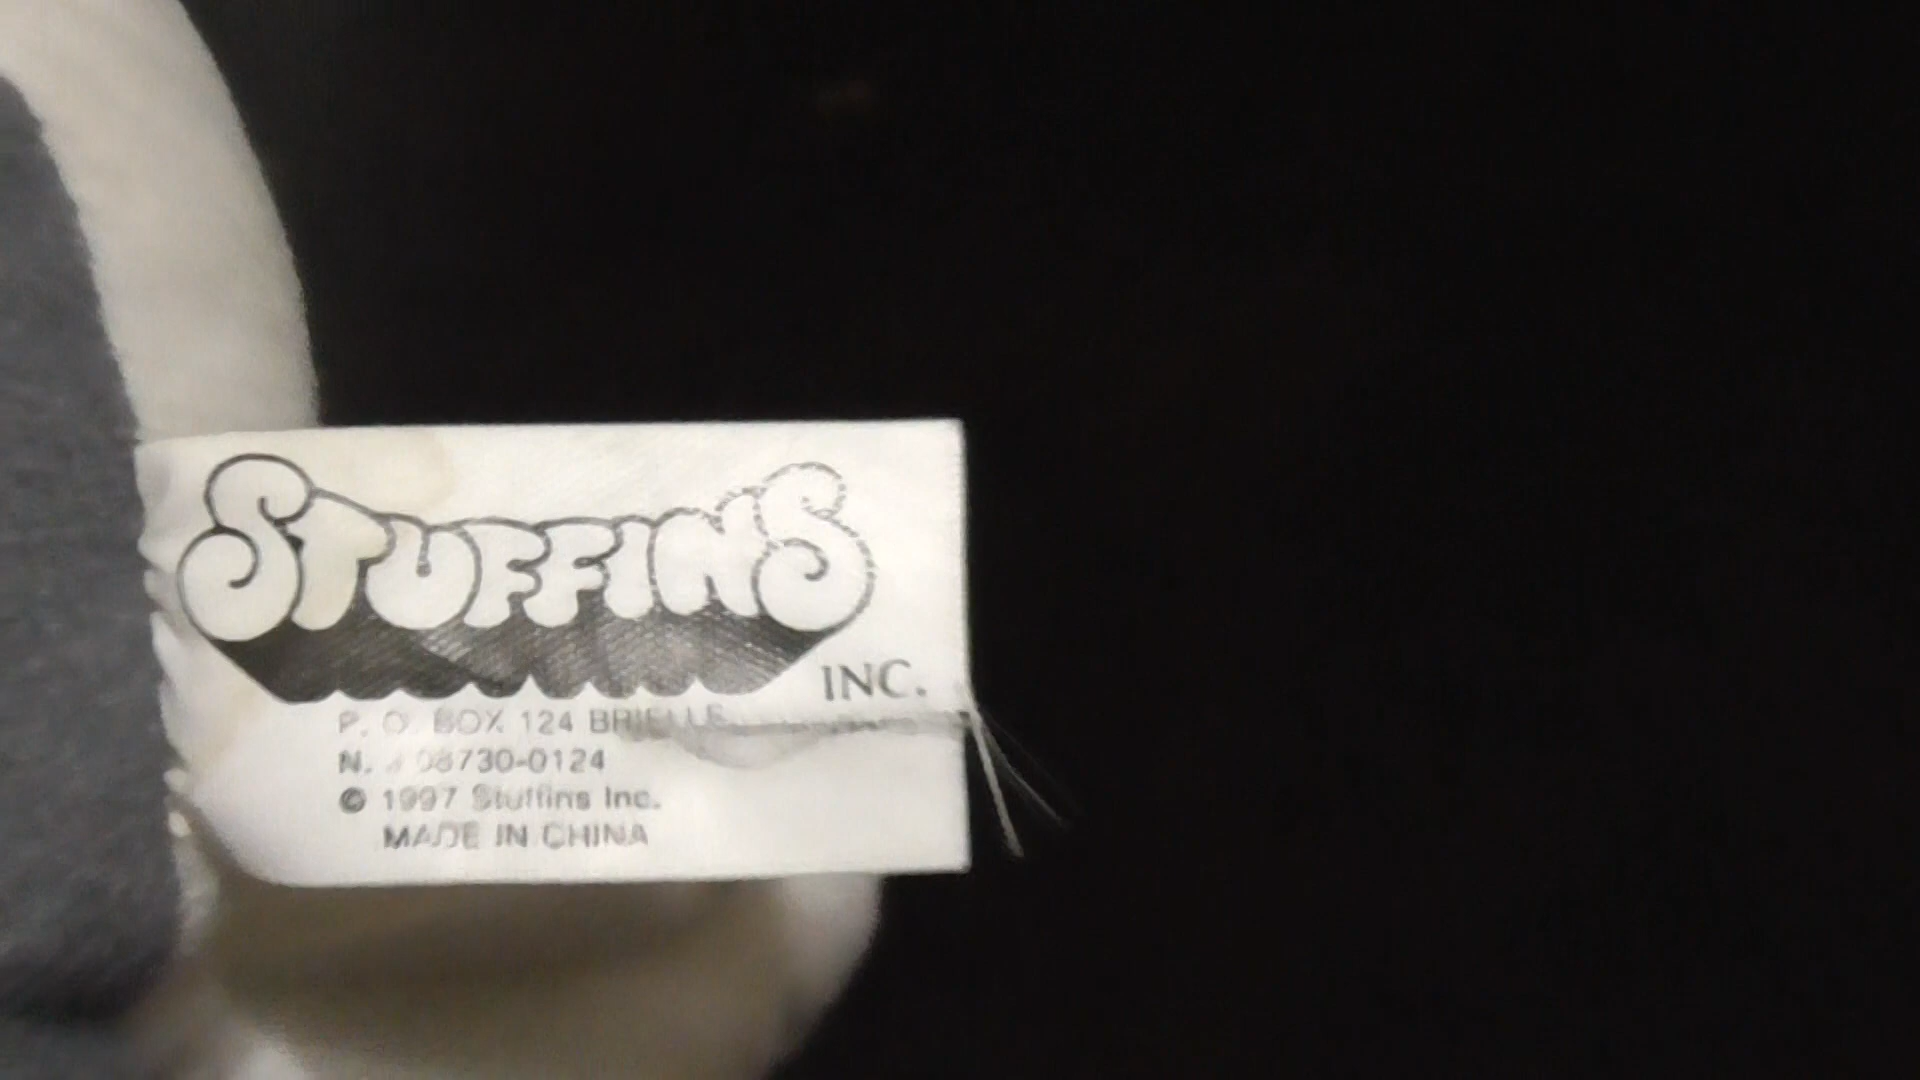 STUFFINS
INC.
P. O. BOX 124 BRIELLE
N. J 08730-0124
© 1997 Stuffins Inc.
MADE IN CHINA